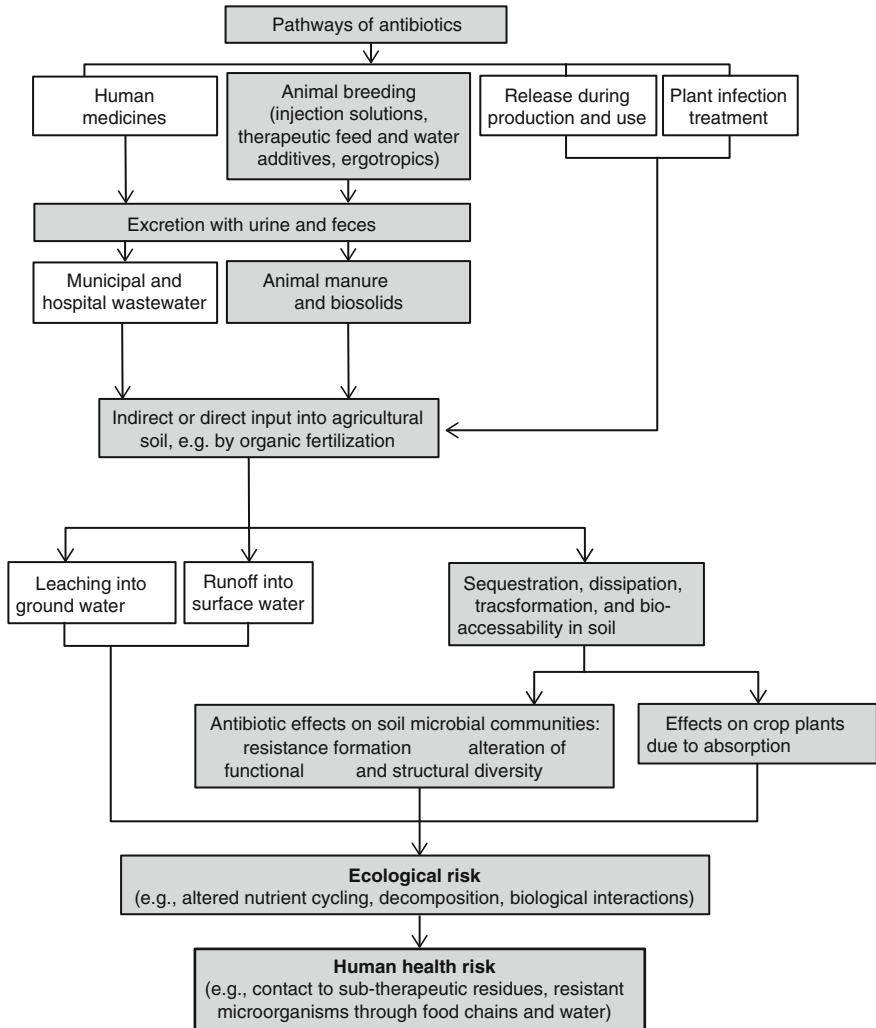 Pathways of antibiotics
Human
medicines
Animal breeding
(injection solutions,
therapeutic feed and water
additives, ergotropics)
Release during
production and use
Plant infection
treatment
Excretion with urine and feces
Municipal and
hospital wastewater
Animal manure
and biosolids
Indirect or direct input into agricultural
soil, e.g. by organic fertilization
Leaching into
ground water
Runoff into
surface water
Sequestration, dissipation,
tracsformation, and bio-
accessability in soil
Antibiotic effects on soil microbial communities:
resistance formation alteration of
functional and structural diversity
Effects on crop plants
due to absorption
Ecological risk
(e.g., altered nutrient cycling, decomposition, biological interactions)
Human health risk
(e.g., contact to sub-therapeutic residues, resistant
microorganisms through food chains and water)